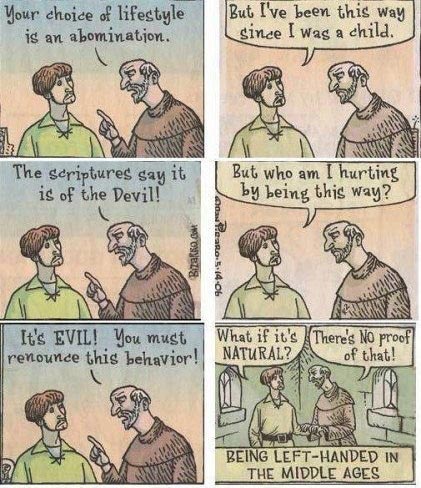 Your choice of lifestyle
is an abomination.
But I've been this way
since I was a child.
The scriptures say it
is of the Devil!
BIZARRO.COM
But who am I hurting
by being this way?
It's EVIL! You must
renounce this behavior!
What if it's
NATURAL?
There's NO proof
of that!
BEING LEFT-HANDED IN
THE MIDDLE AGES